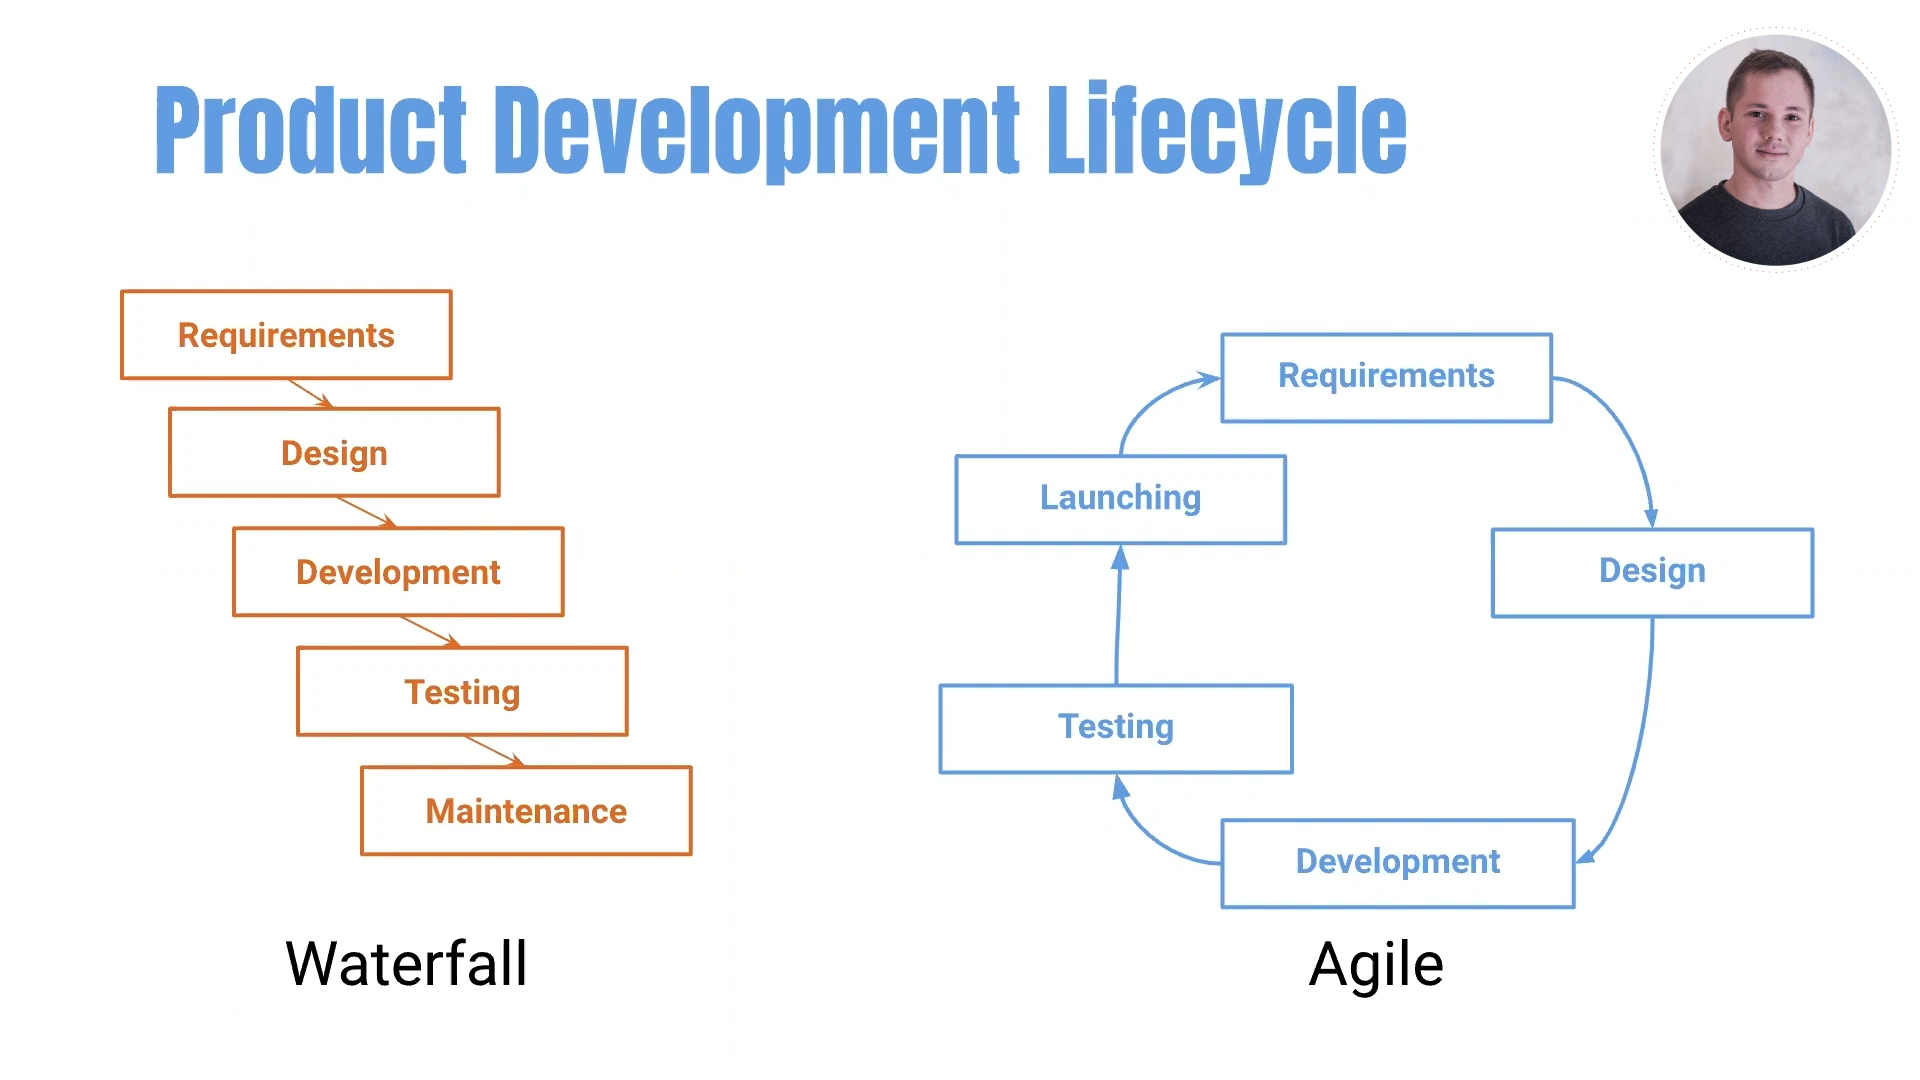 Product Development Lifecycle
Requirements
Design
Development
Testing
Maintenance
Waterfall
Requirements
Design
Development
Testing
Launching
Agile